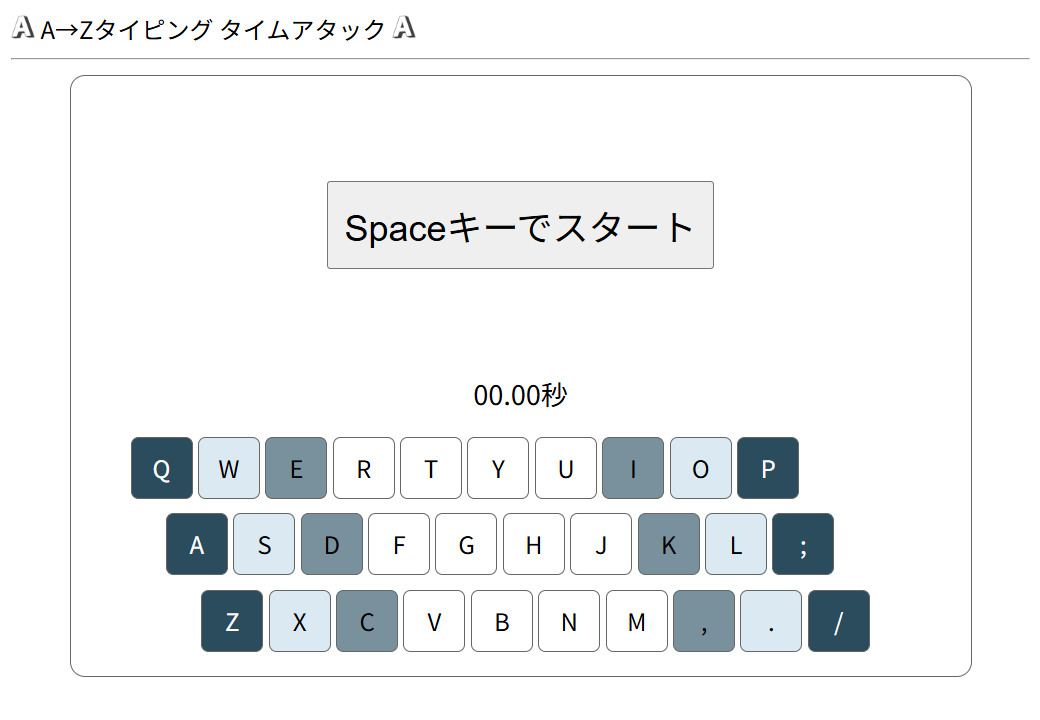 A A→Zタイピング タイムアタック A
Spaceキーでスタート
00.00秒
Q W E R T Y U I O P
A S D F G H J K L ;
Z X C V B N M , . /